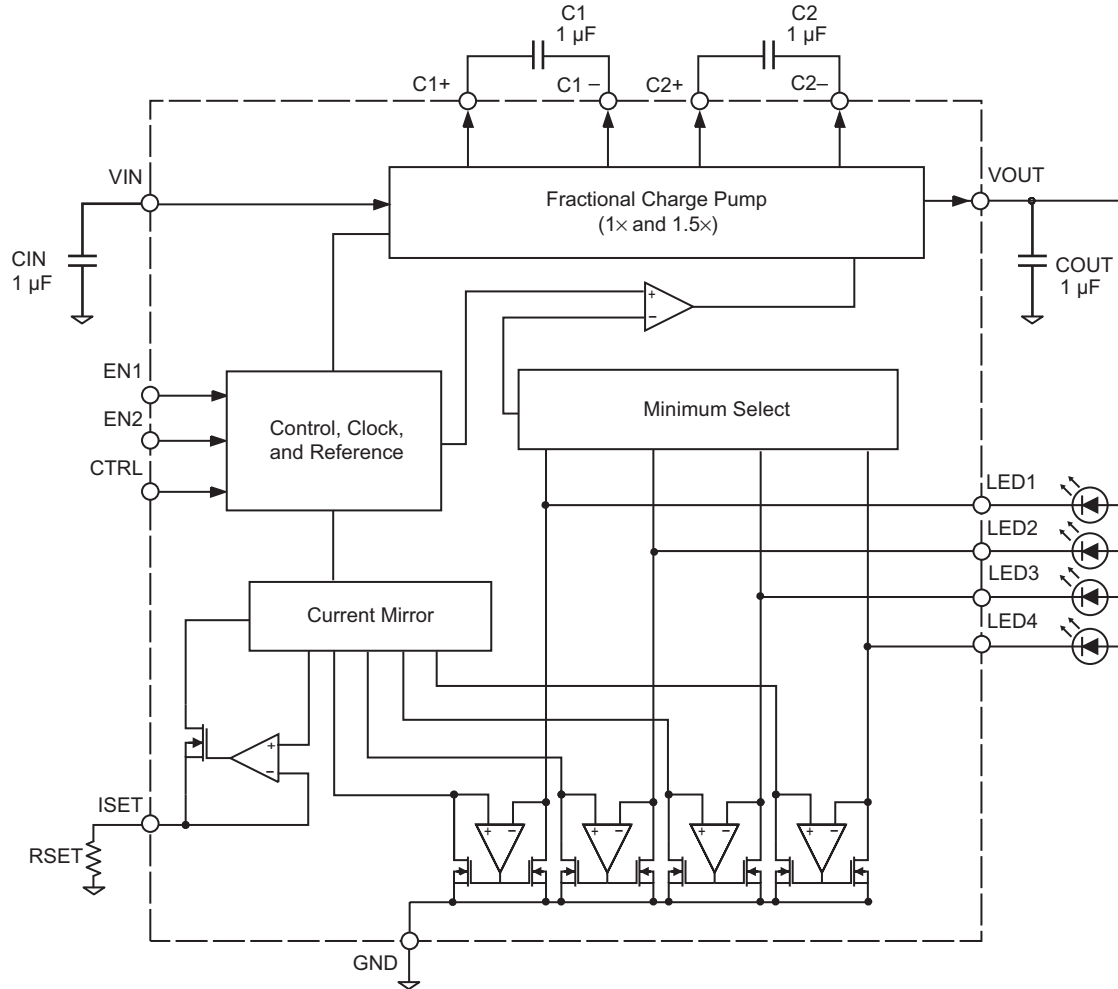 C1
1 µF
C2
1 µF
C1+
C1 –
C2+
C2–
VIN
VOUT
Fractional Charge Pump
(1× and 1.5×)
CIN
1 µF
COUT
1 µF
+
–
EN1
EN2
CTRL
Control, Clock,
and Reference
Minimum Select
LED1
LED2
LED3
LED4
Current Mirror
+
–
ISET
RSET
+ –
+ –
+ –
+ –
GND